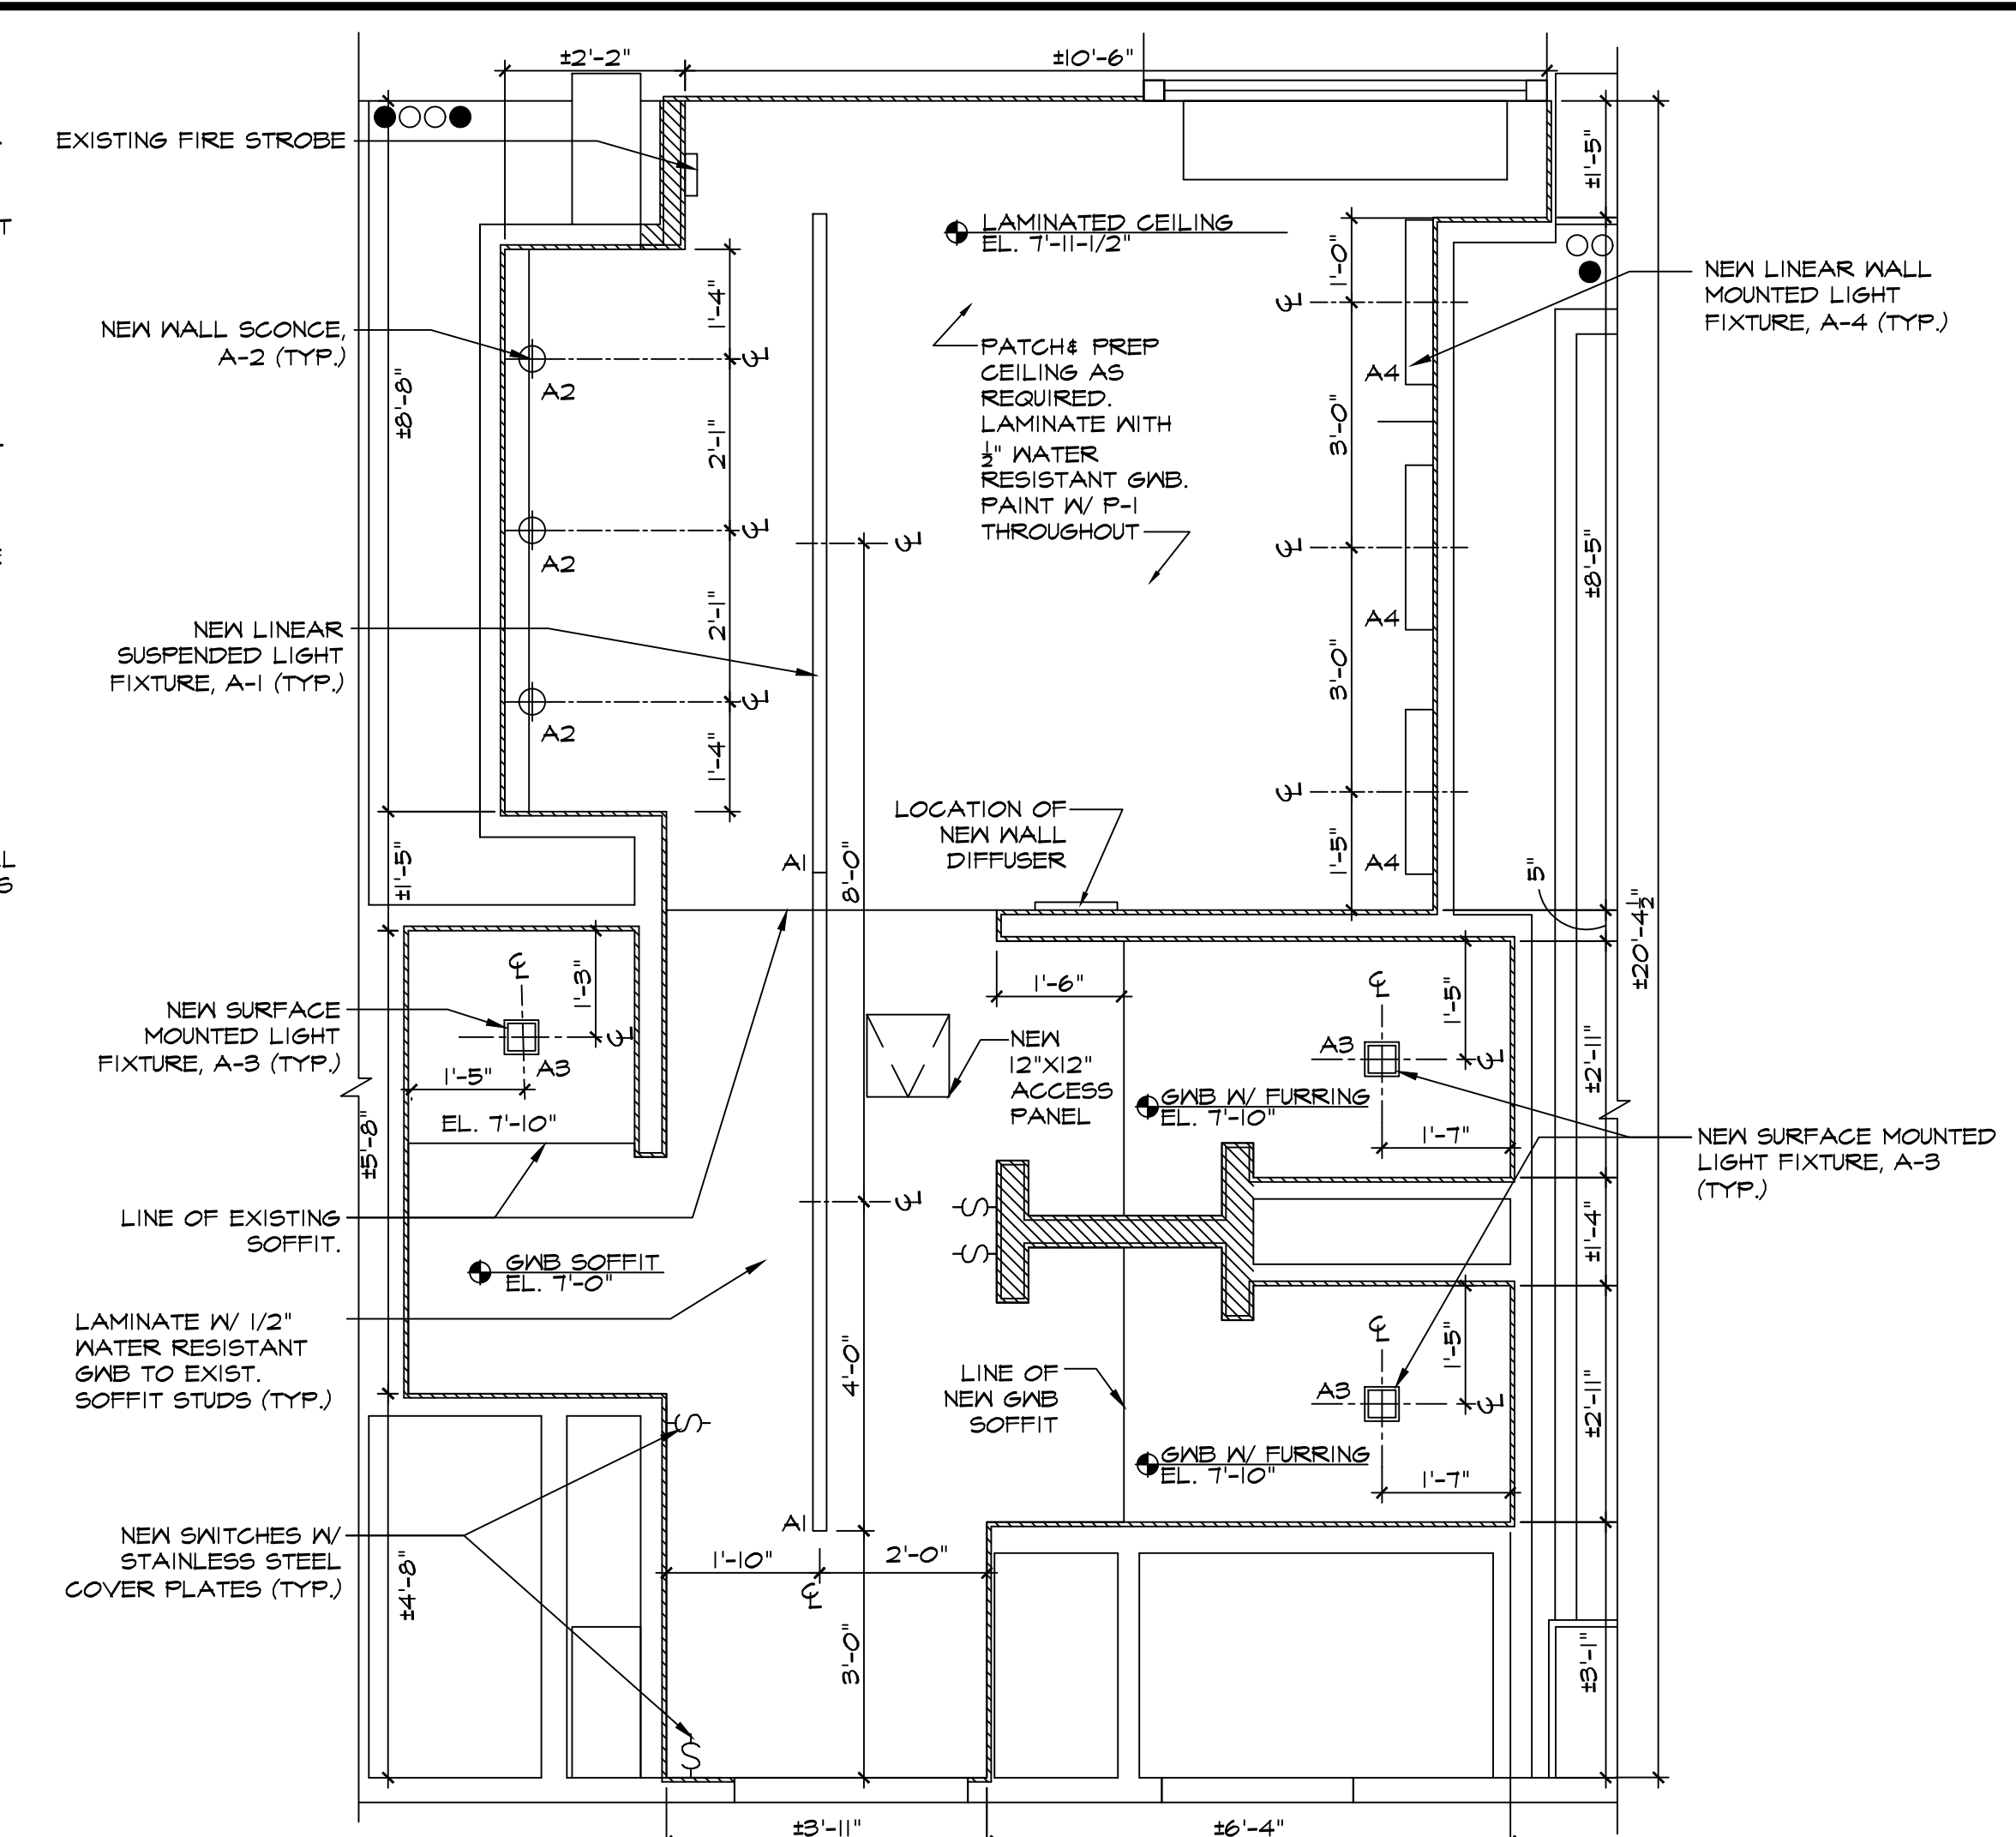 ±2'-2"
±10'-6"
EXISTING FIRE STROBE
±1'-5"
LAMINATED CEILING
EL. 7'-11-1/2"
1'-0"
NEW LINEAR WALL
MOUNTED LIGHT
FIXTURE, A-4 (TYP.)
1'-4"
NEW WALL SCONCE,
A-2 (TYP.)
A2
±8'-8"
PATCH& PREP
CEILING AS
REQUIRED.
LAMINATE WITH
½" WATER
RESISTANT GWB.
PAINT W/ P-1
THROUGHOUT
A4
3'-0"
2'-1"
A2
±8'-5"
2'-1"
A4
NEW LINEAR
SUSPENDED LIGHT
FIXTURE, A-1 (TYP.)
3'-0"
A2
1'-4"
LOCATION OF
NEW WALL
DIFFUSER
A1
8'-0"
1'-5"
A4
5"
±1'-5"
±20'-4½"
1'-3"
1'-6"
1'-5"
NEW SURFACE
MOUNTED LIGHT
FIXTURE, A-3 (TYP.)
A3
1'-5"
EL. 7'-10"
NEW
12"X12"
ACCESS
PANEL
A3
GWB W/ FURRING
EL. 7'-10"
1'-7"
±2'-11"
±5'-8"
NEW SURFACE MOUNTED
LIGHT FIXTURE, A-3
(TYP.)
LINE OF EXISTING
SOFFIT.
S
S
±1'-4"
GWB SOFFIT
EL. 7'-0"
LAMINATE W/ 1/2"
WATER RESISTANT
GWB TO EXIST.
SOFFIT STUDS (TYP.)
4'-0"
LINE OF
NEW GWB
SOFFIT
A3
1'-5"
±2'-11"
S
GWB W/ FURRING
EL. 7'-10"
1'-7"
A1
NEW SWITCHES W/
STAINLESS STEEL
COVER PLATES (TYP.)
±4'-8"
1'-10"
2'-0"
3'-0"
±3'-1"
S
±3'-11"
±6'-4"